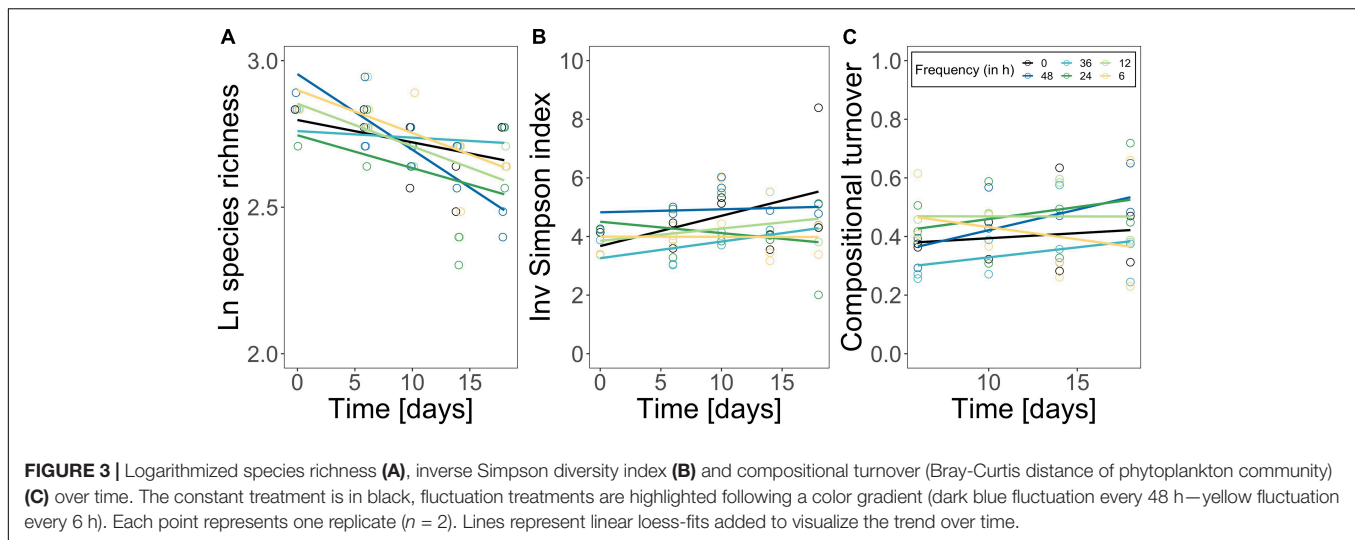 A
B
C
Ln species richness
3.0
2.5
2.0
0 5 10 15
Time [days]
Inv Simpson index
10
8
6
4
2
0
0 5 10 15
Time [days]
Compositional turnover
1.0
0.8
0.6
0.4
0.2
0.0
10 15
Time [days]
Frequency (in h)
0 36 12
48 24 6
FIGURE 3 | Logarithmized species richness (A), inverse Simpson diversity index (B) and compositional turnover (Bray-Curtis distance of phytoplankton community)
(C) over time. The constant treatment is in black, fluctuation treatments are highlighted following a color gradient (dark blue fluctuation every 48 h—yellow fluctuation
every 6 h). Each point represents one replicate (n = 2). Lines represent linear loess-fits added to visualize the trend over time.